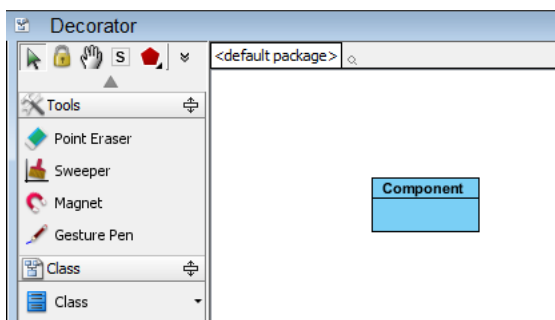 Decorator
S
<default package>
Tools
Point Eraser
Sweeper
Magnet
Gesture Pen
Class
Class
Component